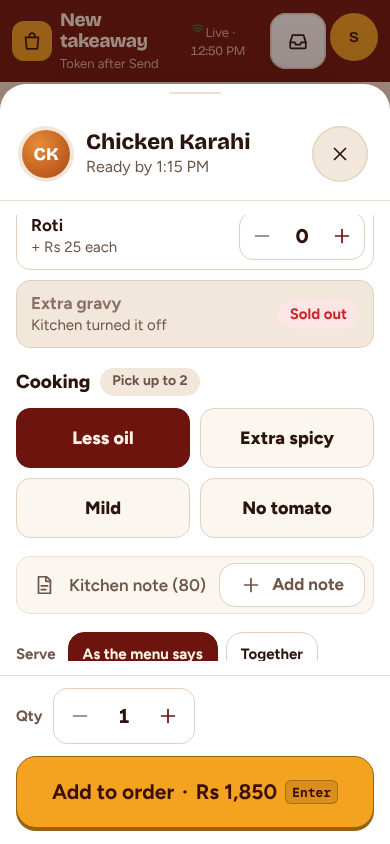 New
takeaway
Token after Send
Live ·
12:50 PM
S
CK
Chicken Karahi
Ready by 1:15 PM
Roti
+ Rs 25 each
0
Extra gravy
Kitchen turned it off
Sold out
Cooking
Pick up to 2
Less oil
Extra spicy
Mild
No tomato
Kitchen note (80)
Add note
Serve
As the menu says
Together
Qty
1
Add to order · Rs 1,850
Enter